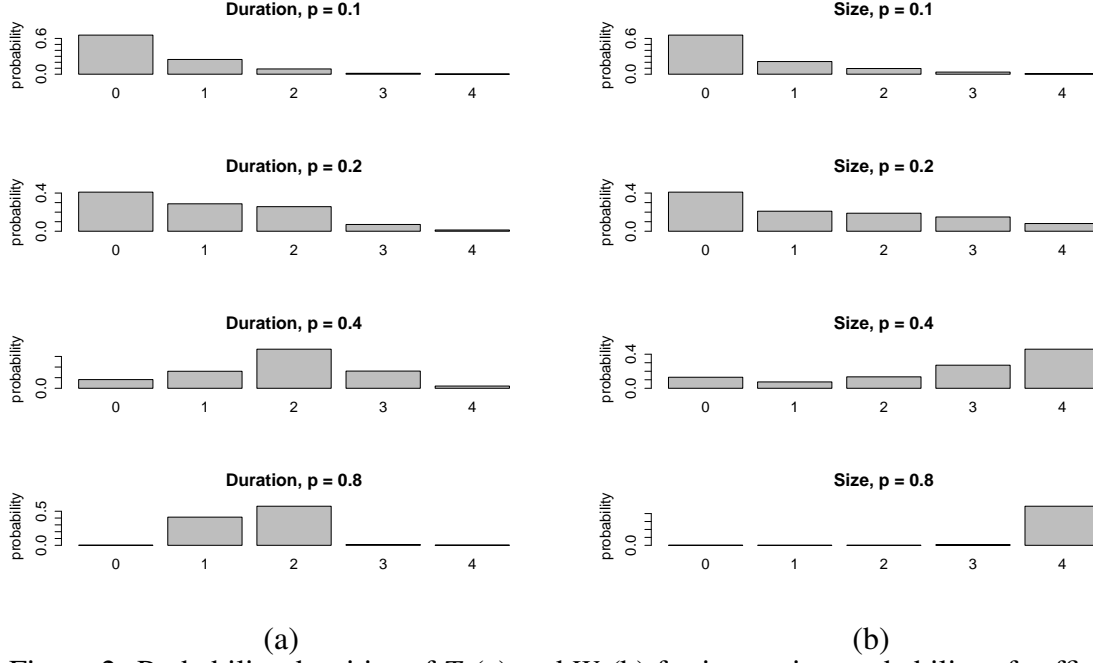 Duration, p = 0.1
probability
0.0 0.6
0 1 2 3 4
Duration, p = 0.2
probability
0.0 0.4
0 1 2 3 4
Duration, p = 0.4
probability
0.0
0 1 2 3 4
Duration, p = 0.8
probability
0.0 0.5
0 1 2 3 4
(a)
Size, p = 0.1
probability
0.0 0.6
0 1 2 3 4
Size, p = 0.2
probability
0.0 0.4
0 1 2 3 4
Size, p = 0.4
probability
0.0 0.4
0 1 2 3 4
Size, p = 0.8
probability
0.0
0 1 2 3 4
(b)